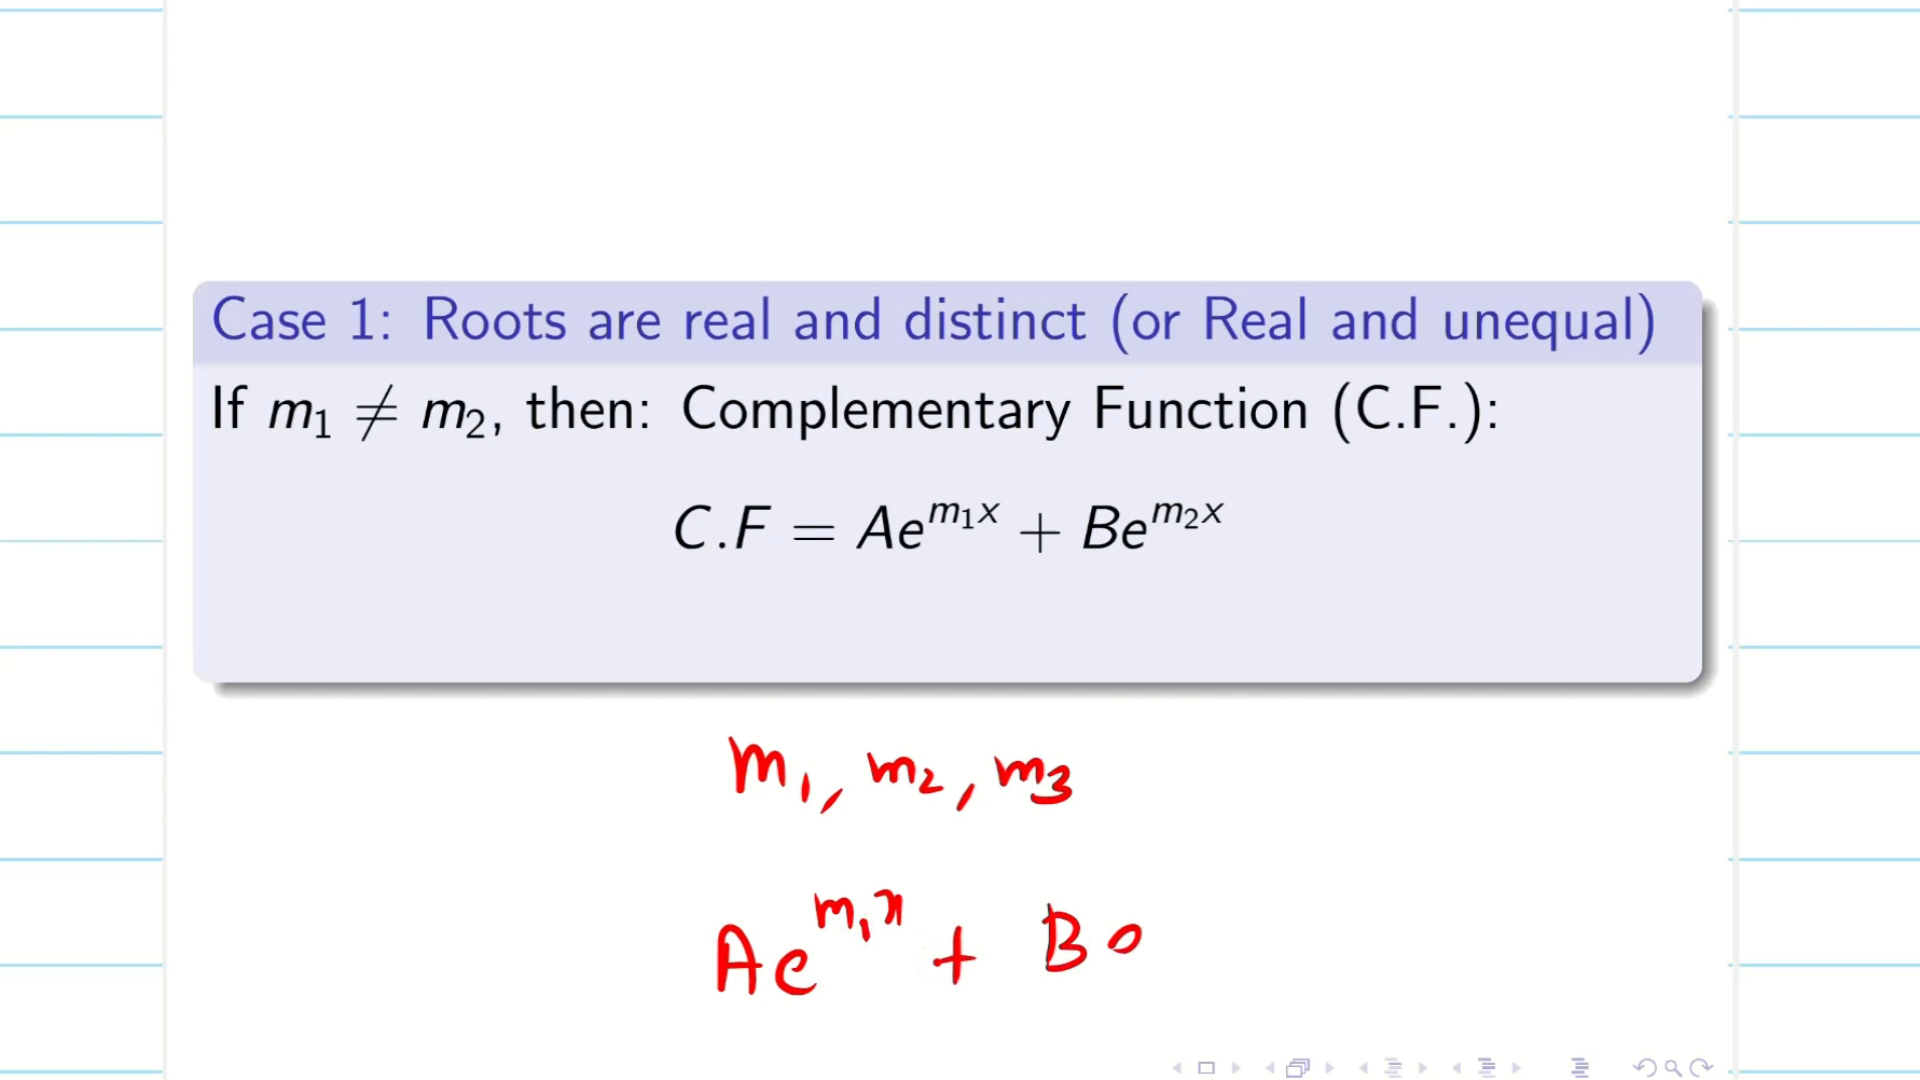 Case 1: Roots are real and distinct (or Real and unequal)
If m₁ ≠ m₂, then: Complementary Function (C.F.):
C.F = Ae^{m₁x} + Be^{m₂x}
m₁, m₂, m₃
Ae^{m₁x} + B